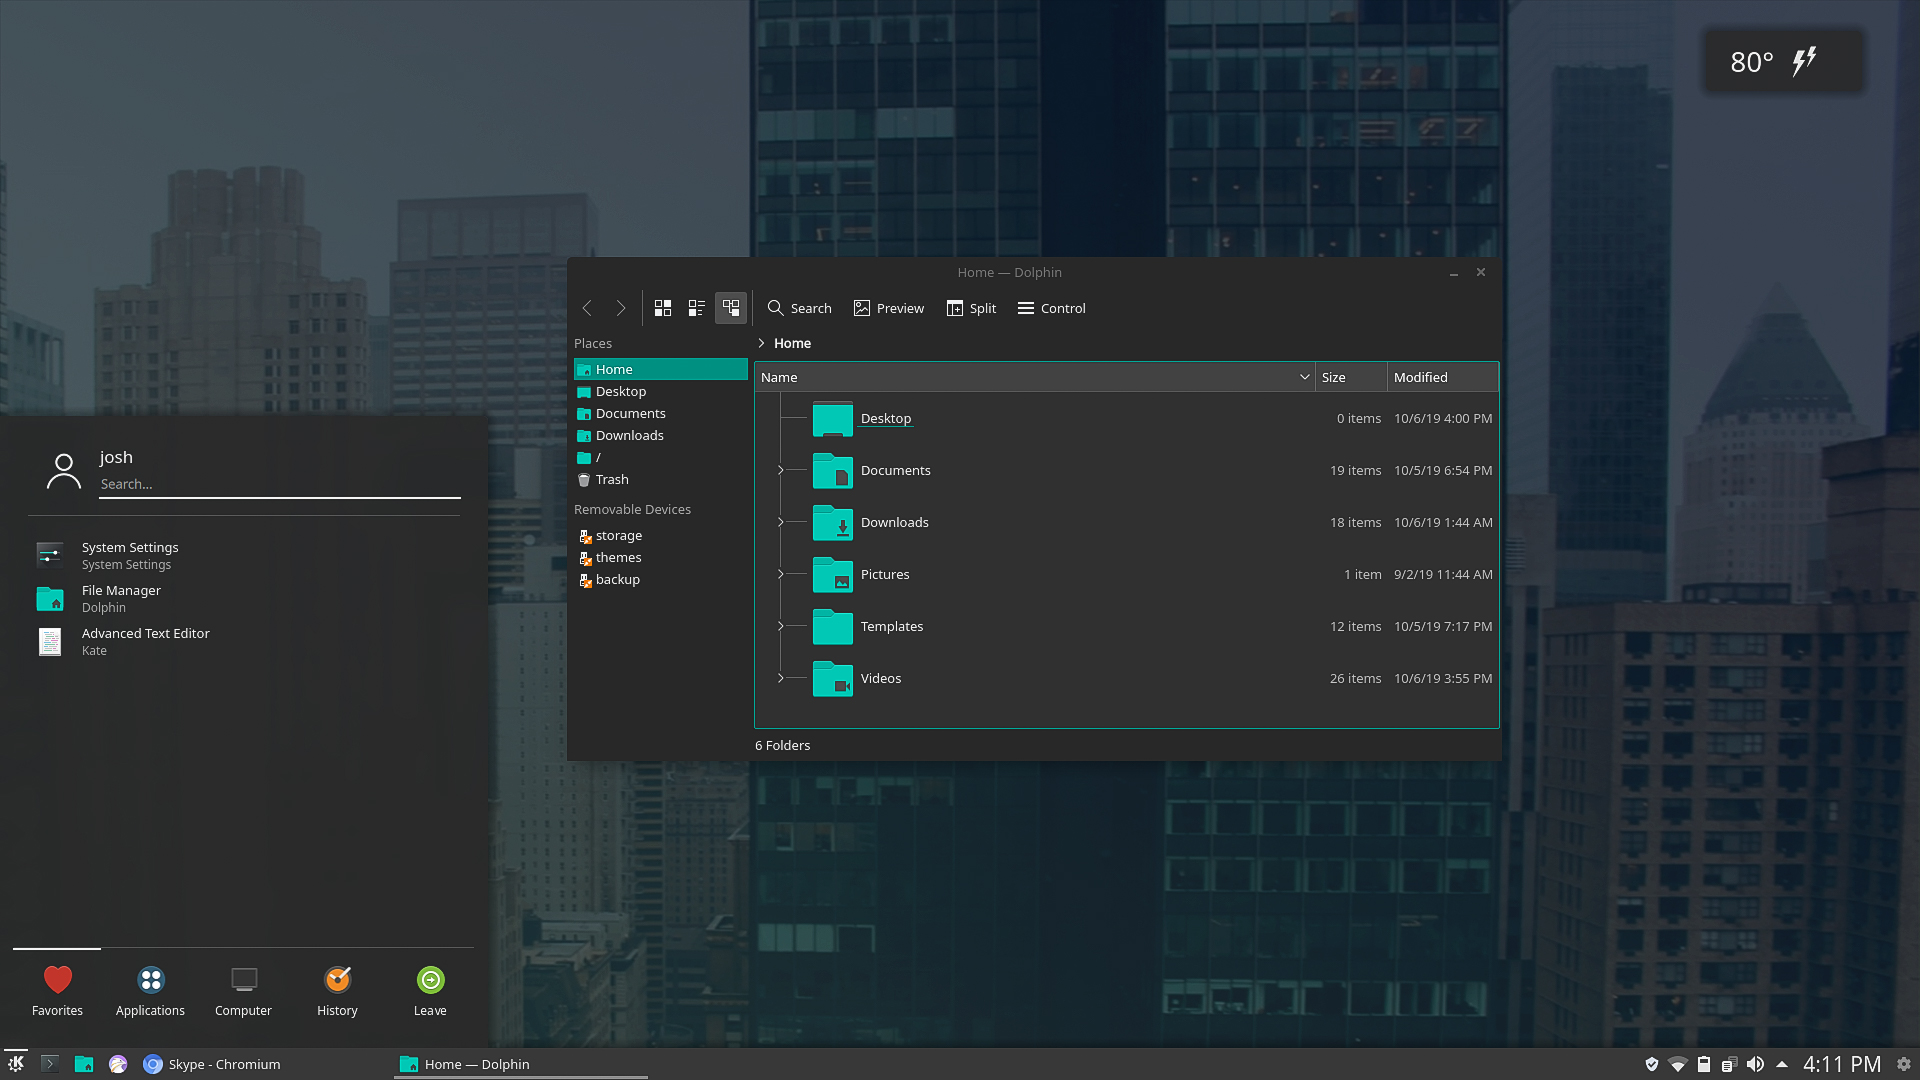 80°
Home — Dolphin
Search Preview Split Control
Places
Home
Desktop
Documents
Downloads
/
Trash
Removable Devices
storage
themes
backup
Home
Name Size Modified
Desktop 0 items 10/6/19 4:00 PM
Documents 19 items 10/5/19 6:54 PM
Downloads 18 items 10/6/19 1:44 AM
Pictures 1 item 9/2/19 11:44 AM
Templates 12 items 10/5/19 7:17 PM
Videos 26 items 10/6/19 3:55 PM
6 Folders
josh
Search...
System Settings
System Settings
File Manager
Dolphin
Advanced Text Editor
Kate
Favorites Applications Computer History Leave
Skype - Chromium Home — Dolphin 4:11 PM